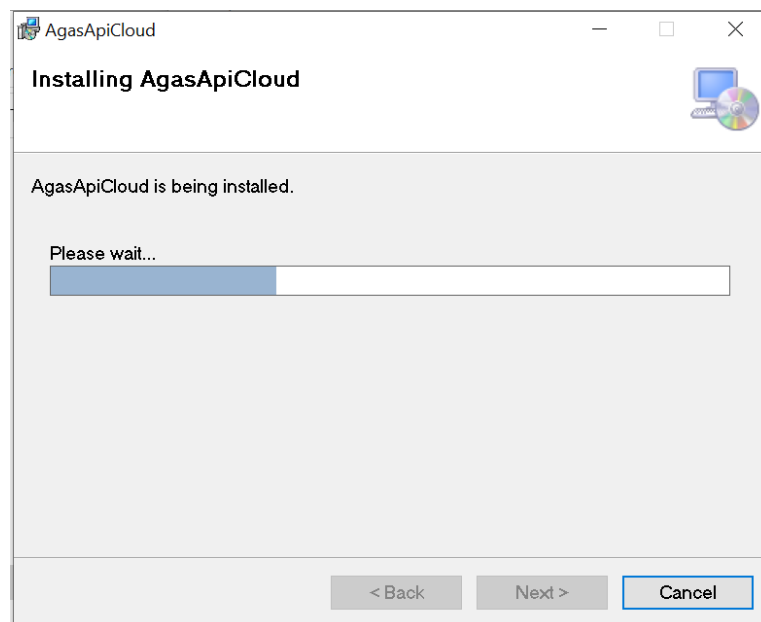 AgasApiCloud
Installing AgasApiCloud
AgasApiCloud is being installed.
Please wait...
< Back
Next >
Cancel